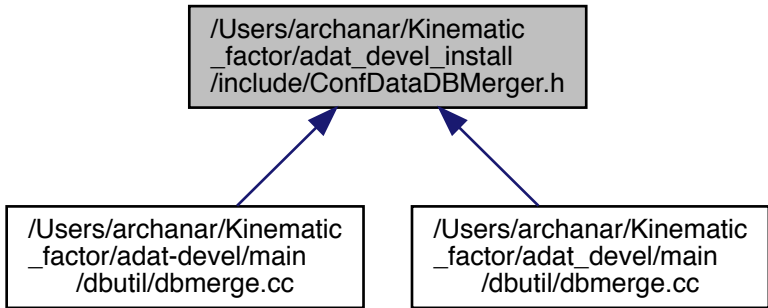 /Users/archanar/Kinematic
_factor/adat_devel_install
/include/ConfDataDBMerger.h
/Users/archanar/Kinematic
_factor/adat-devel/main
/dbutil/dbmerge.cc
/Users/archanar/Kinematic
_factor/adat_devel/main
/dbutil/dbmerge.cc